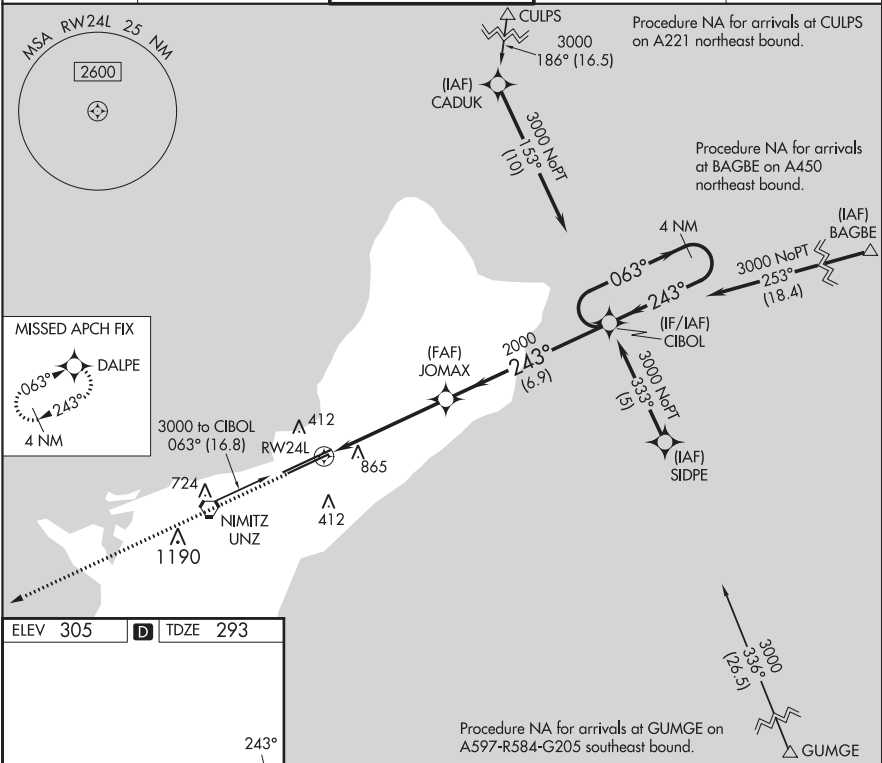 MSA RW24L 25 NM
2600
CULPS
3000
186° (16.5)
Procedure NA for arrivals at CULPS
on A221 northeast bound.
(IAF)
CADUK
3000 NoPT
153°
(10)
Procedure NA for arrivals
at BAGBE on A450
northeast bound.
(IAF)
BAGBE
4 NM
3000 NoPT
253°
(18.4)
063°
243°
(IF/IAF)
CIBOL
MISSED APCH FIX
DALPE
063°
243°
4 NM
(FAF)
JOMAX
2000
243°
(6.9)
3000 NoPT
333°
(5)
(IAF)
SIDPE
3000 to CIBOL
063° (16.8)
412
RW24L
865
724
NIMITZ
UNZ
412
1190
ELEV 305
D
TDZE 293
243°
3000
336°
(26.5)
Procedure NA for arrivals at GUMGE on
A597-R584-G205 southeast bound.
GUMGE